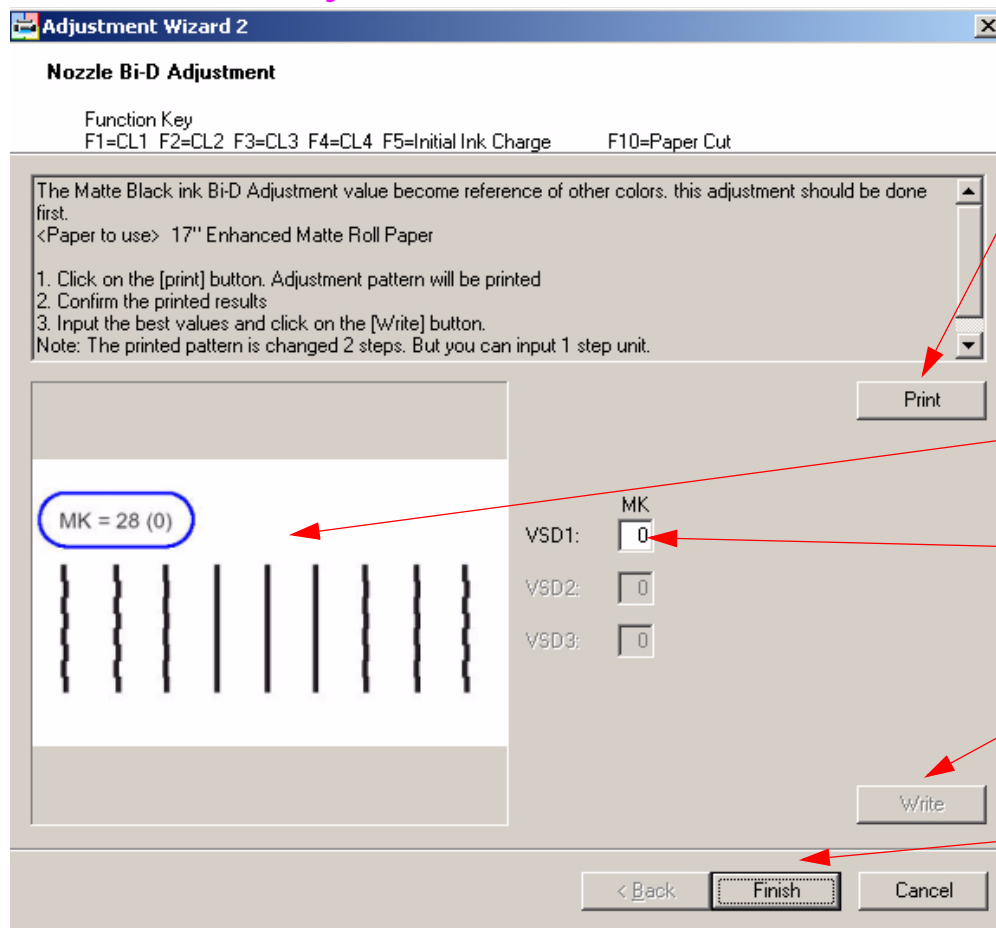 Adjustment Wizard 2
Nozzle Bi-D Adjustment
Function Key
F1=CL1 F2=CL2 F3=CL3 F4=CL4 F5=Initial Ink Charge F10=Paper Cut
The Matte Black ink Bi-D Adjustment value become reference of other colors. this adjustment should be done
first.
<Paper to use> 17" Enhanced Matte Roll Paper
1. Click on the [print] button. Adjustment pattern will be printed
2. Confirm the printed results
3. Input the best values and click on the [Write] button.
Note: The printed pattern is changed 2 steps. But you can input 1 step unit.
Print
MK = 28 (0)
MK
VSD1: 0
VSD2: 0
VSD3: 0
Write
< Back Finish Cancel